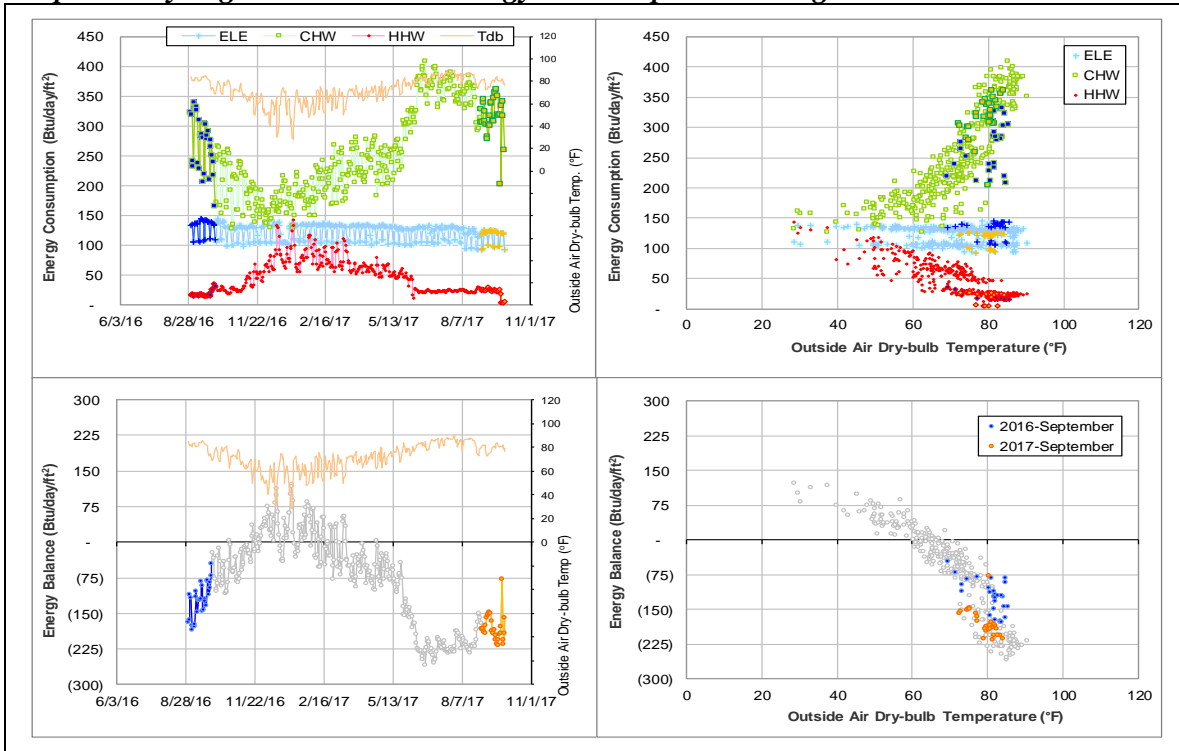 ELE CHW HHW Tdb
Energy Consumption (Btu/day/ft²)
450
400
350
300
250
200
150
100
50
-
120
100
80
60
40
20
0
Outside Air Dry-bulb Temp. (°F)
6/3/16 8/28/16 11/22/16 2/16/17 5/13/17 8/7/17 11/1/17
Energy Consumption (Btu/day/ft²)
450
400
350
300
250
200
150
100
50
-
ELE
CHW
HHW
0 20 40 60 80 100 120
Outside Air Dry-bulb Temperature (°F)
Energy Balance (Btu/day/ft²)
300
225
150
75
-
(75)
(150)
(225)
(300)
120
100
80
60
40
20
0
Outside Air Dry-bulb Temp (°F)
6/3/16 8/28/16 11/22/16 2/16/17 5/13/17 8/7/17 11/1/17
Energy Balance (Btu/day/ft²)
300
225
150
75
-
(75)
(150)
(225)
(300)
2016-September
2017-September
0 20 40 60 80 100 120
Outside Air Dry-bulb Temperature (°F)